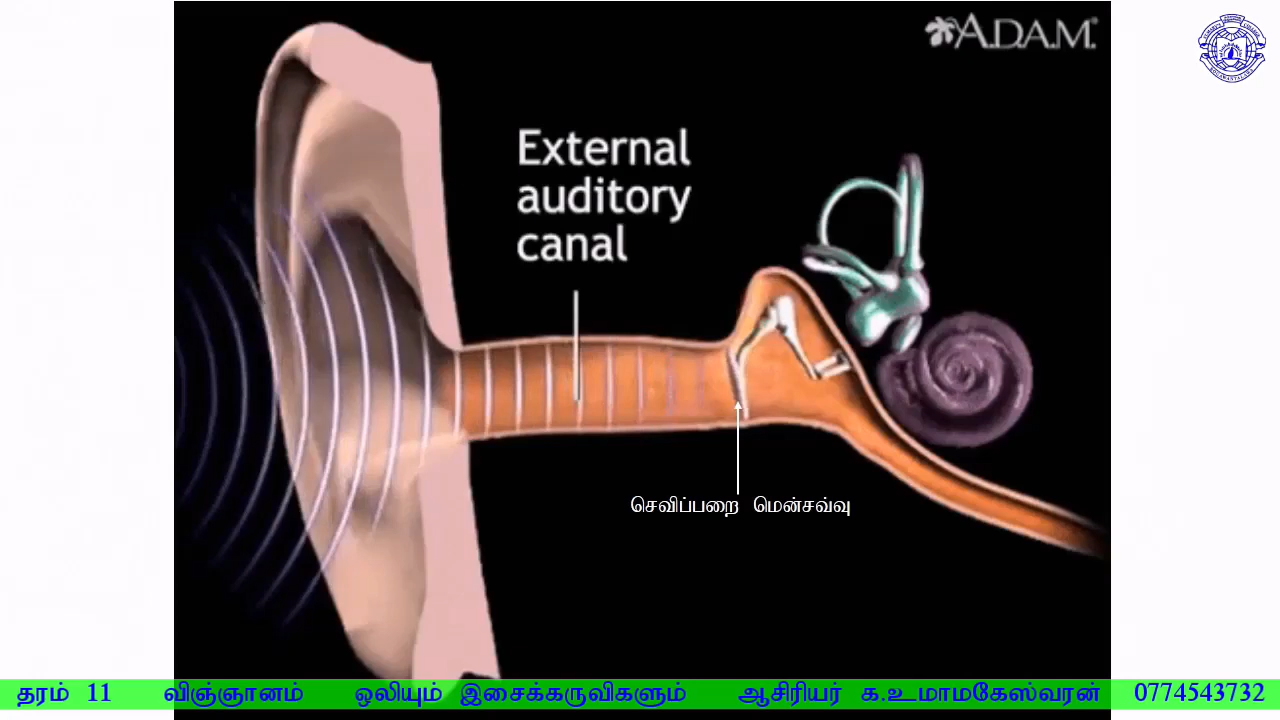 A.D.A.M.
External
auditory
canal
செவிப்பறை மென்சவ்வு
தரம் 11 விஞ்ஞானம் ஒலியும் இசைக்கருவிகளும் ஆசிரியர் க.உமாமகேஸ்வரன் 0774543732